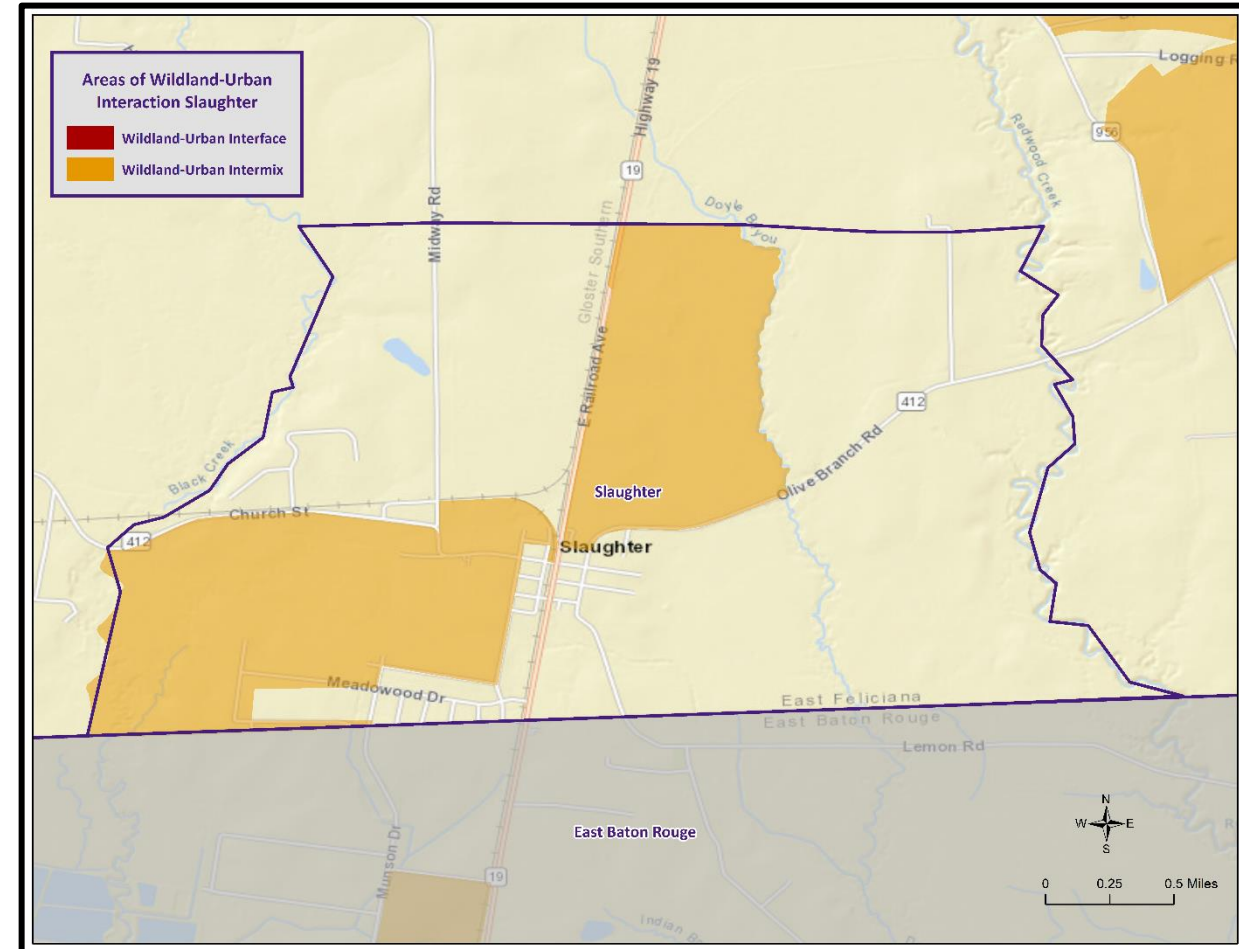 Areas of Wildland-Urban
Interaction Slaughter
Wildland-Urban Interface
Wildland-Urban Intermix
Highway 19
Logging
Redwood Creek
956
19
Midway Rd
Doyle Bayou
Gloster Southern
E Railroad Ave
412
Olive Branch Rd
Black Creek
Slaughter
Church St
412
Slaughter
Meadowood Dr
East Feliciana
East Baton Rouge
Lemon Rd
East Baton Rouge
Munson Dr
19
Indian
N
W E
S
0 0.25 0.5 Miles